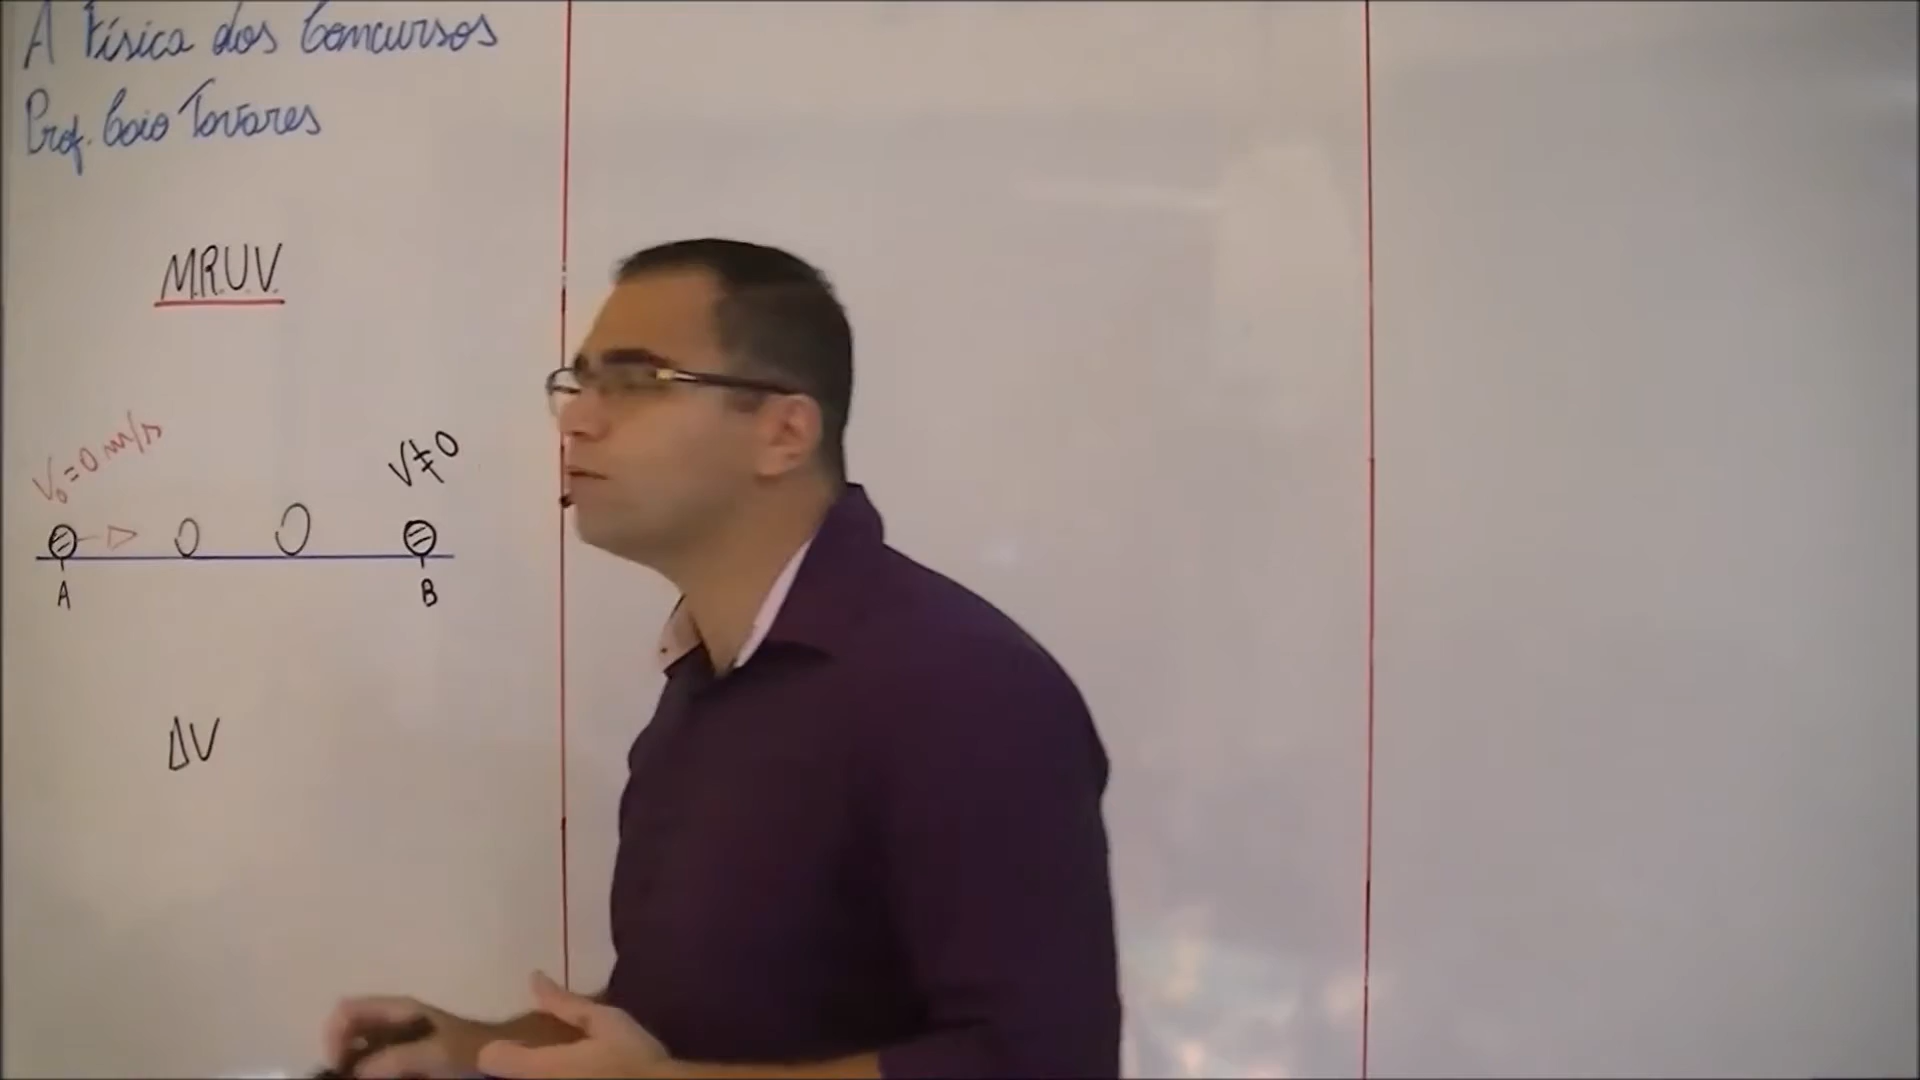 A Física dos Concursos
Prof. Caio Tavares
M.R.U.V.
V₀=0 m/s
V≠0
A
B
ΔV